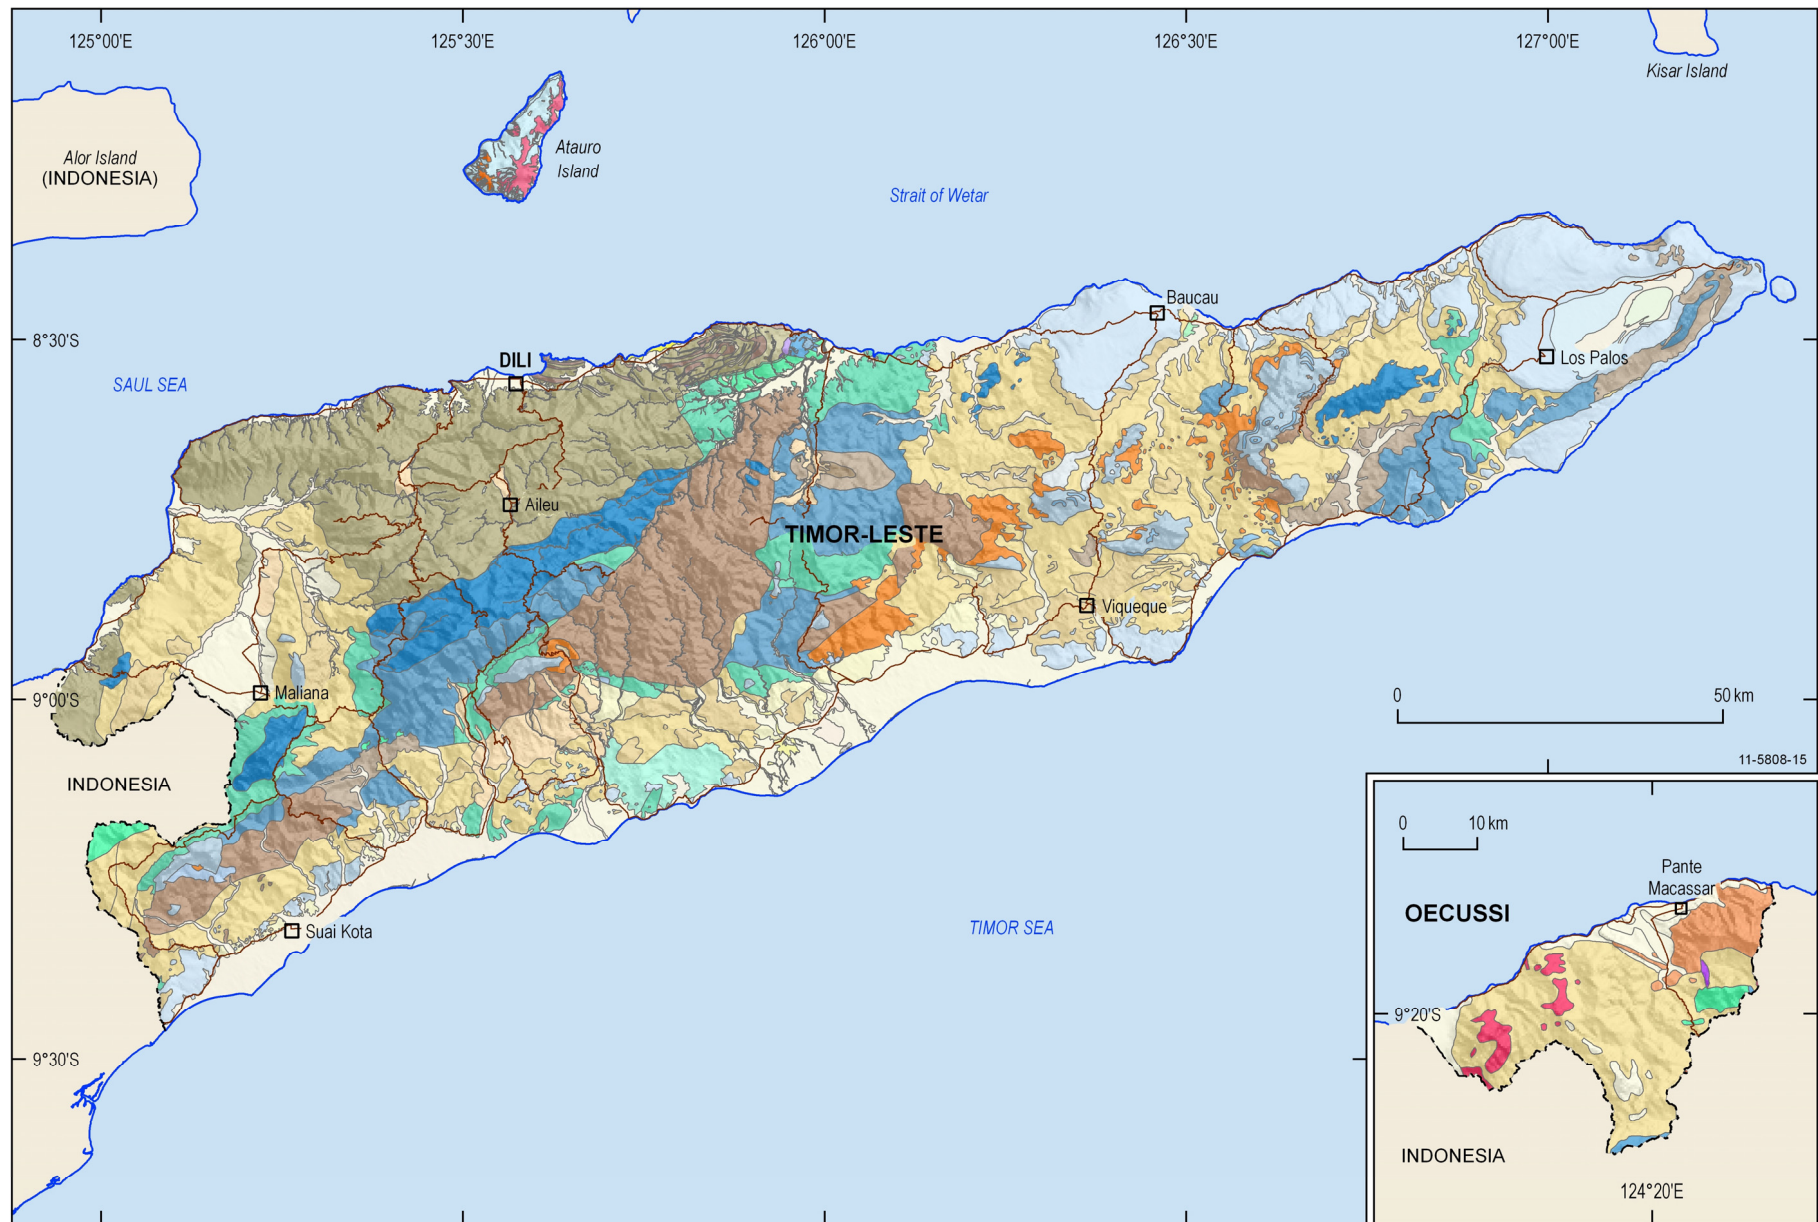 125°00'E
125°30'E
126°00'E
126°30'E
127°00'E
Kisar Island
Alor Island
(INDONESIA)
Atauro
Island
Strait of Wetar
Baucau
8°30'S
DILI
Los Palos
SAUL SEA
Aileu
TIMOR-LESTE
Viqueque
Maliana
9°00'S
0
50 km
11-5808-15
INDONESIA
Suai Kota
TIMOR SEA
9°30'S
0
10 km
Pante
Macassar
OECUSSI
9°20'S
INDONESIA
124°20'E